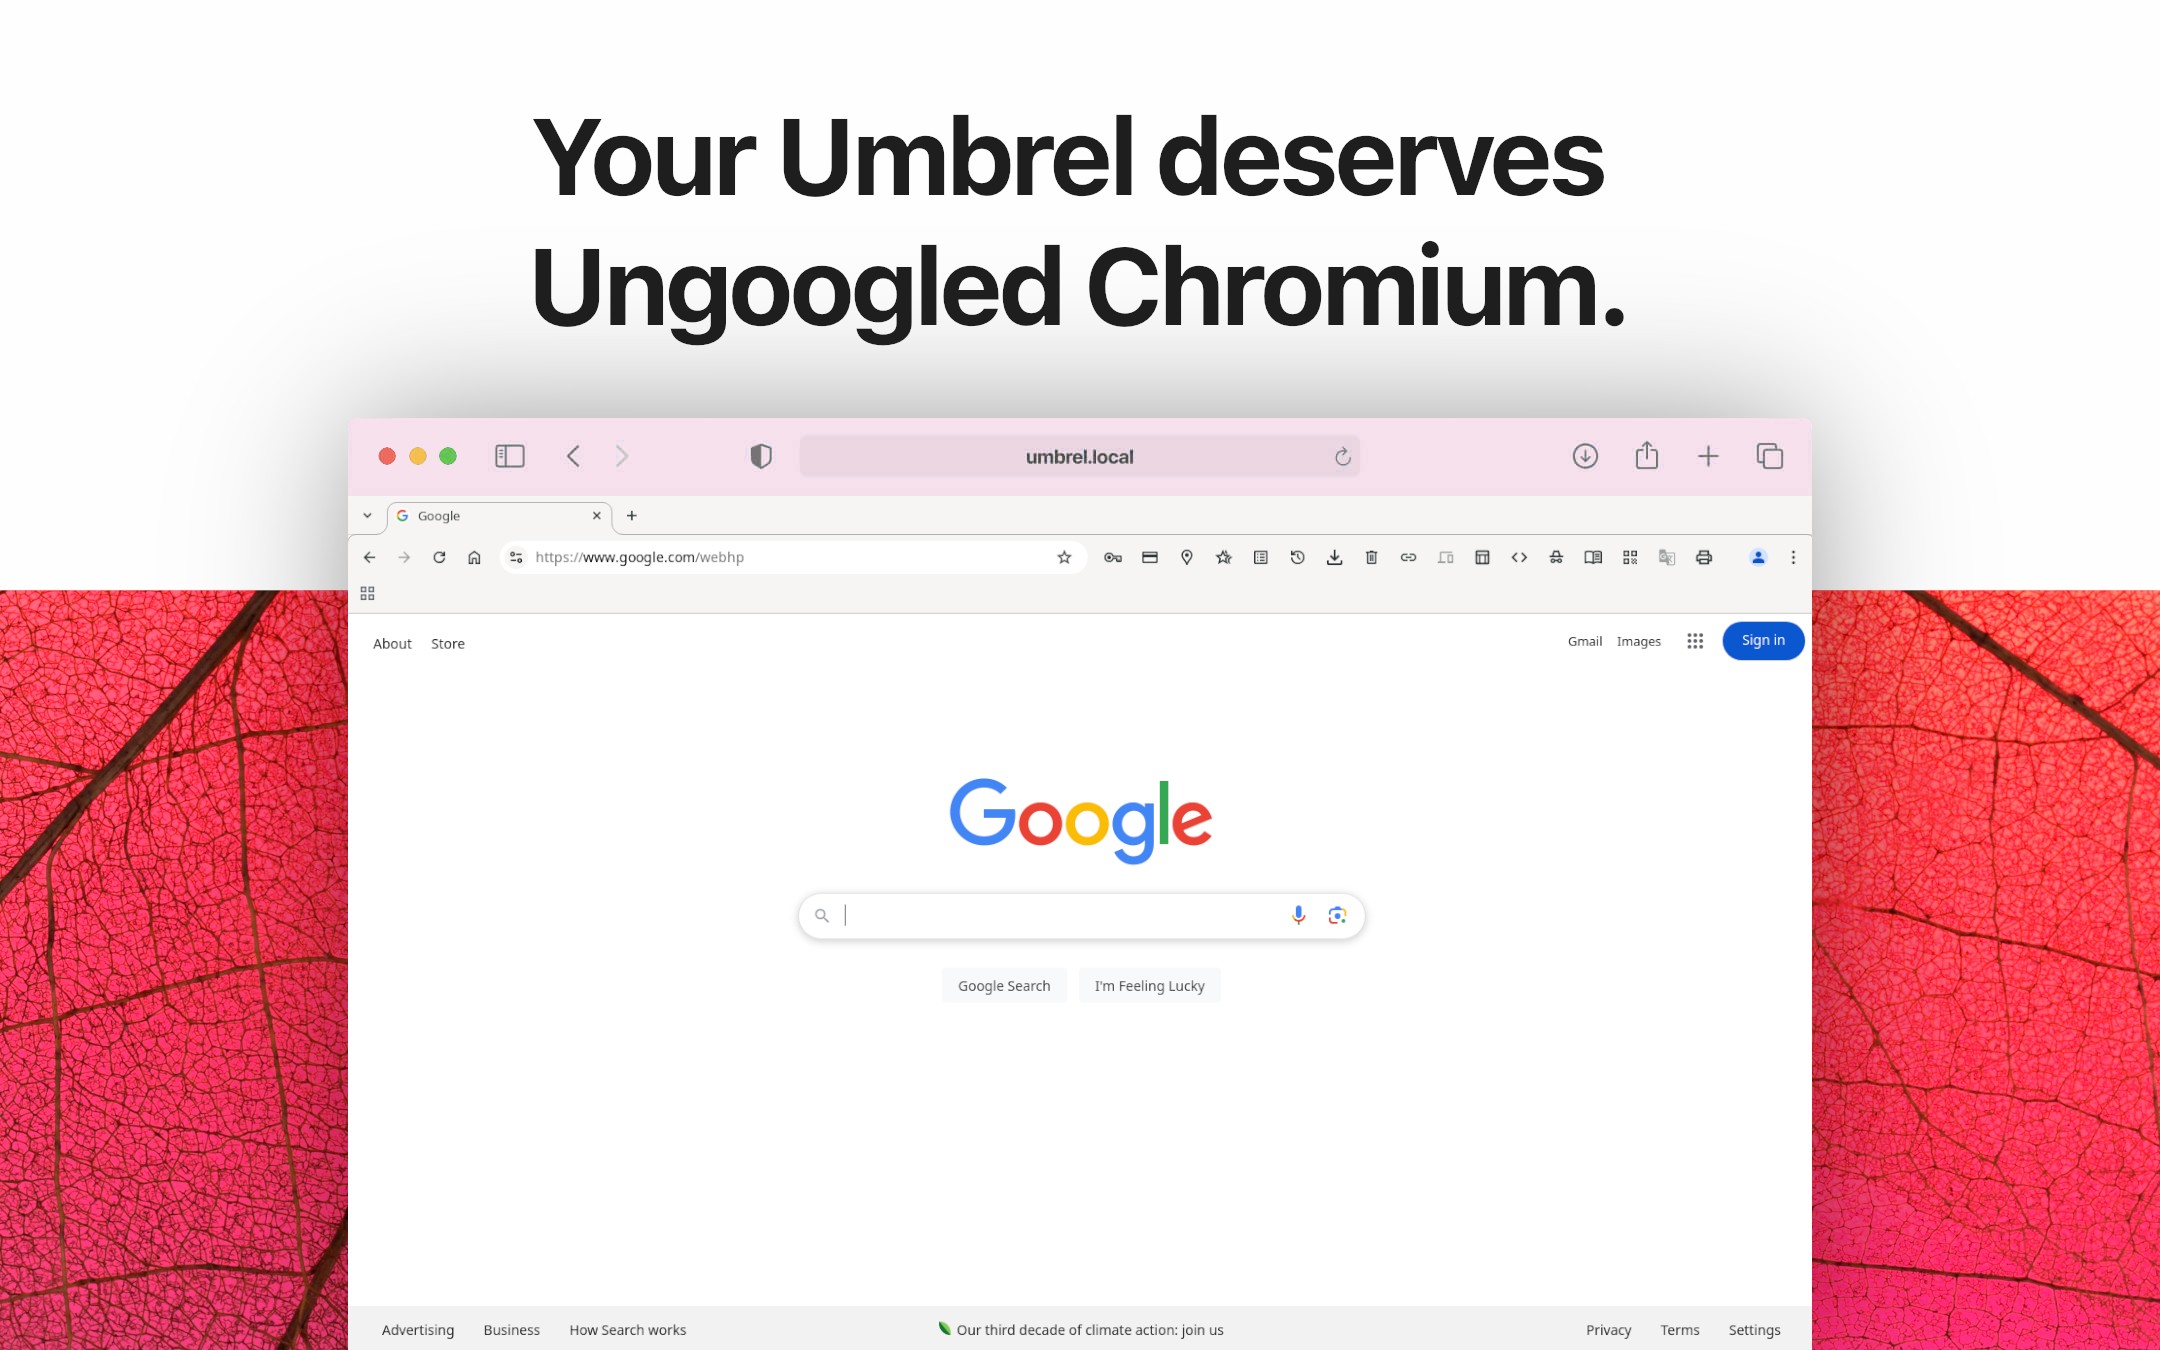 Your Umbrel deserves
Ungoogled Chromium.
umbrel.local
Google
https://www.google.com/webhp
About Store
Gmail Images Sign in
Google
Google Search I'm Feeling Lucky
Advertising Business How Search works Our third decade of climate action: join us Privacy Terms Settings